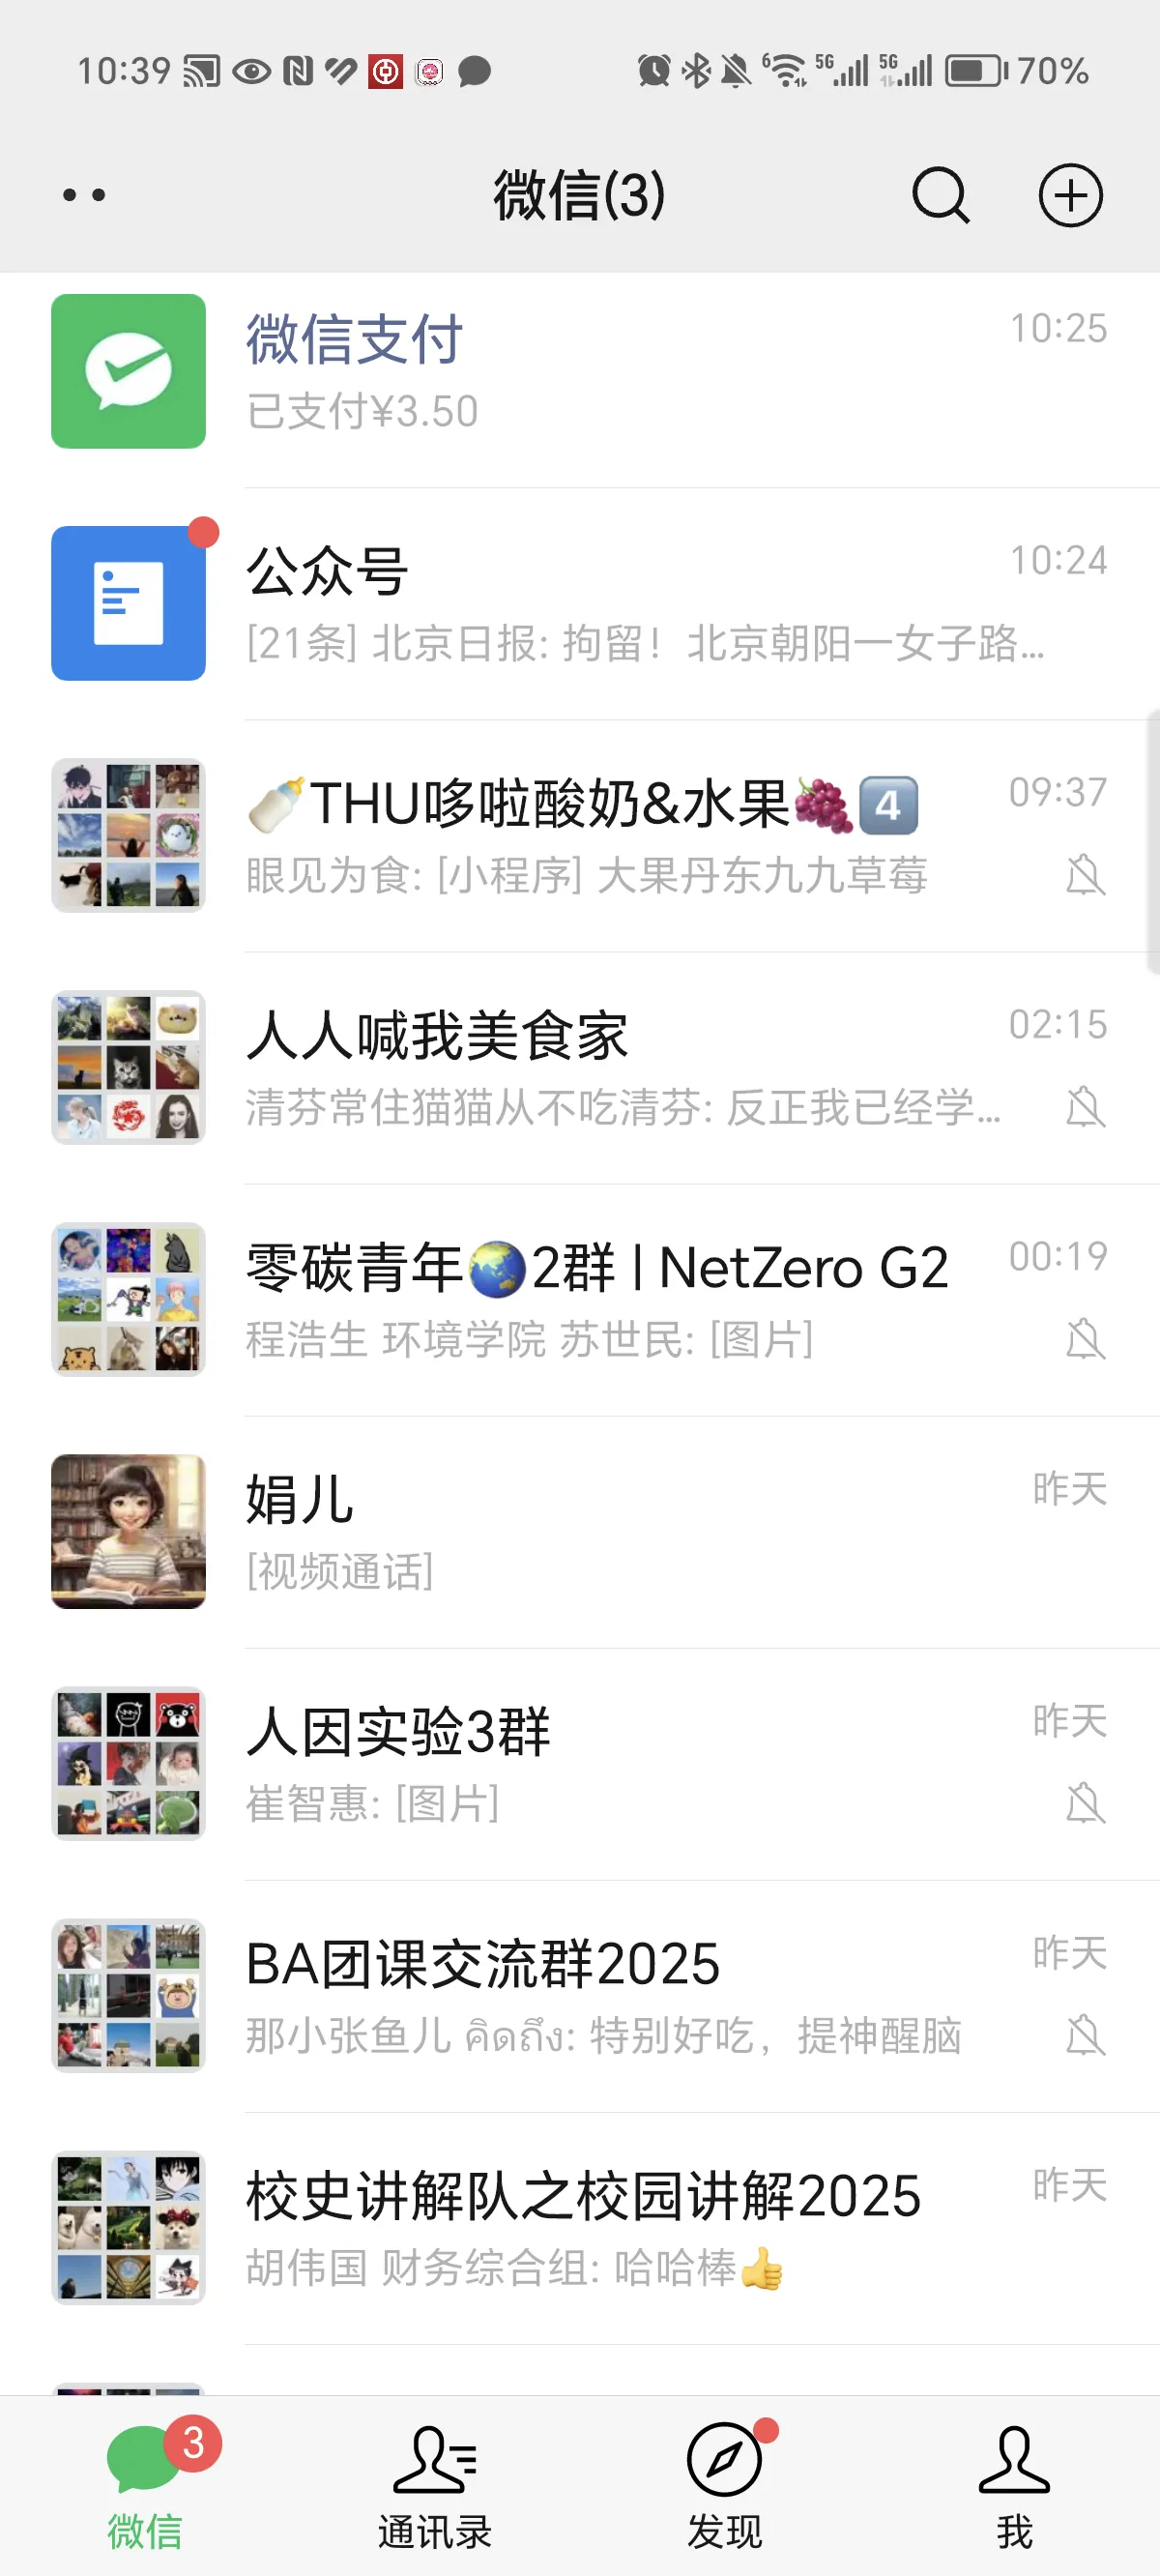 10:39 6 5G 5G 70%
微信(3)
微信支付 10:25
已支付¥3.50
公众号 10:24
[21条] 北京日报: 拘留！北京朝阳一女子路...
🍼THU哆啦酸奶&水果🍇4️⃣ 09:37
眼见为食: [小程序] 大果丹东九九草莓
人人喊我美食家 02:15
清芬常住猫猫从不吃清芬: 反正我已经学...
零碳青年🌏2群 | NetZero G2 00:19
程浩生 环境学院 苏世民: [图片]
娟儿 昨天
[视频通话]
人因实验3群 昨天
崔智惠: [图片]
BA团课交流群2025 昨天
那小张鱼儿 คิดถึง: 特别好吃，提神醒脑
校史讲解队之校园讲解2025 昨天
胡伟国 财务综合组: 哈哈棒👍
3
微信 通讯录 发现 我